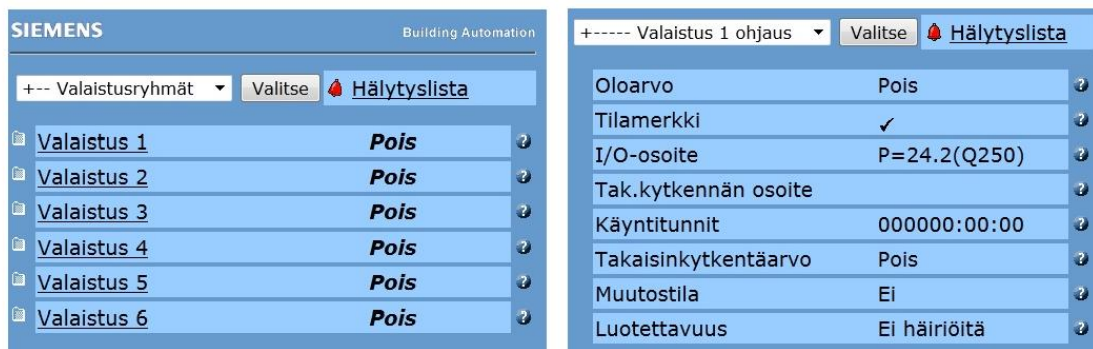 SIEMENS Building Automation
+-- Valaistusryhmät Valitse Hälytyslista
Valaistus 1 Pois
Valaistus 2 Pois
Valaistus 3 Pois
Valaistus 4 Pois
Valaistus 5 Pois
Valaistus 6 Pois
+----- Valaistus 1 ohjaus Valitse Hälytyslista
Oloarvo Pois
Tilamerkki ✓
I/O-osoite P=24.2(Q250)
Tak.kytkennän osoite
Käyntitunnit 000000:00:00
Takaisinkytkentäarvo Pois
Muutostila Ei
Luotettavuus Ei häiriöitä